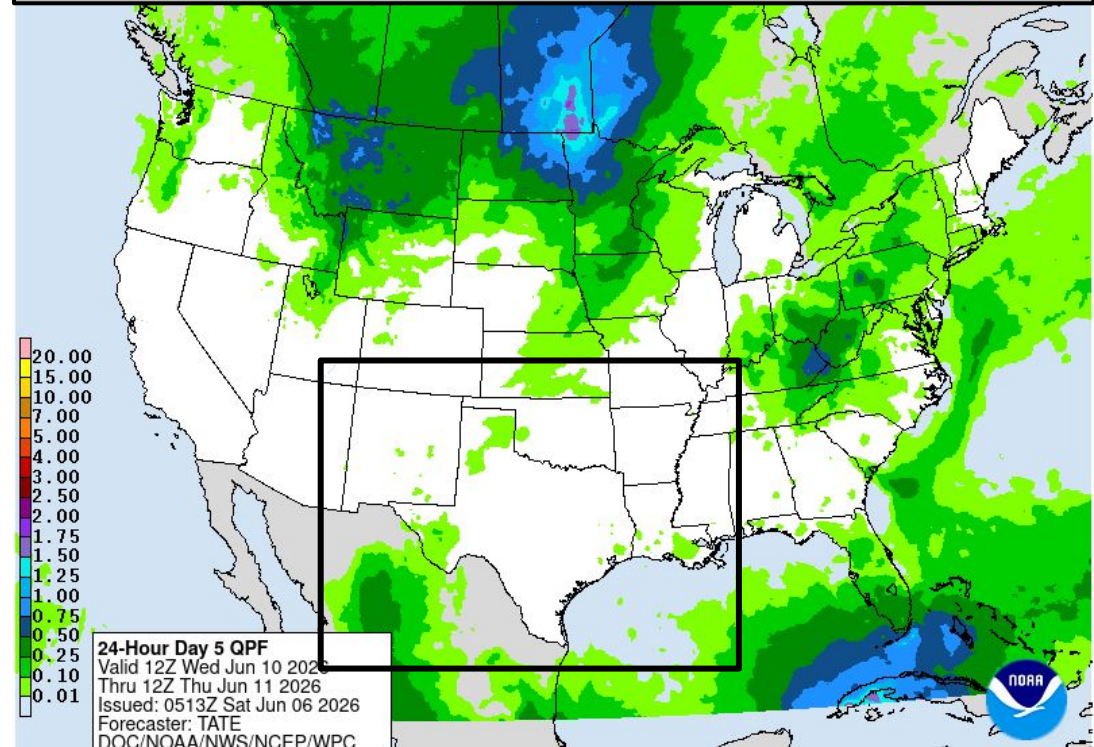 20.00
15.00
10.00
7.00
5.00
4.00
3.00
2.50
2.00
1.75
1.50
1.25
1.00
0.75
0.50
0.25
0.10
0.01
24-Hour Day 5 QPF
Valid 12Z Wed Jun 10 2026
Thru 12Z Thu Jun 11 2026
Issued: 0513Z Sat Jun 06 2026
Forecaster: TATE
DOC/NOAA/NWS/NCEP/WPC
NOAA